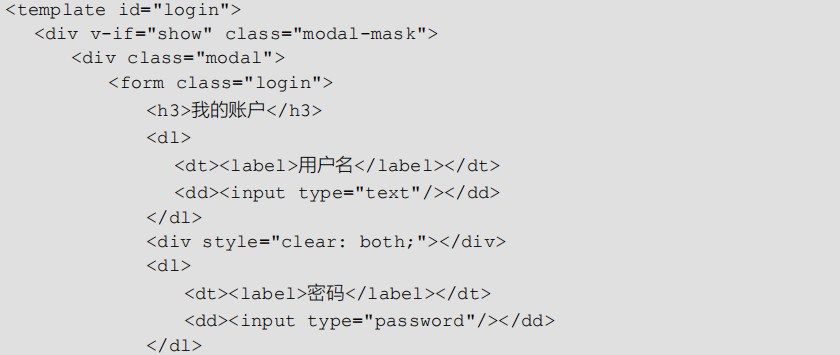 <template id="login">
<div v-if="show" class="modal-mask">
<div class="modal">
<form class="login">
<h3>我的账户</h3>
<dl>
<dt><label>用户名</label></dt>
<dd><input type="text"/></dd>
</dl>
<div style="clear: both;"></div>
<dl>
<dt><label>密码</label></dt>
<dd><input type="password"/></dd>
</dl>